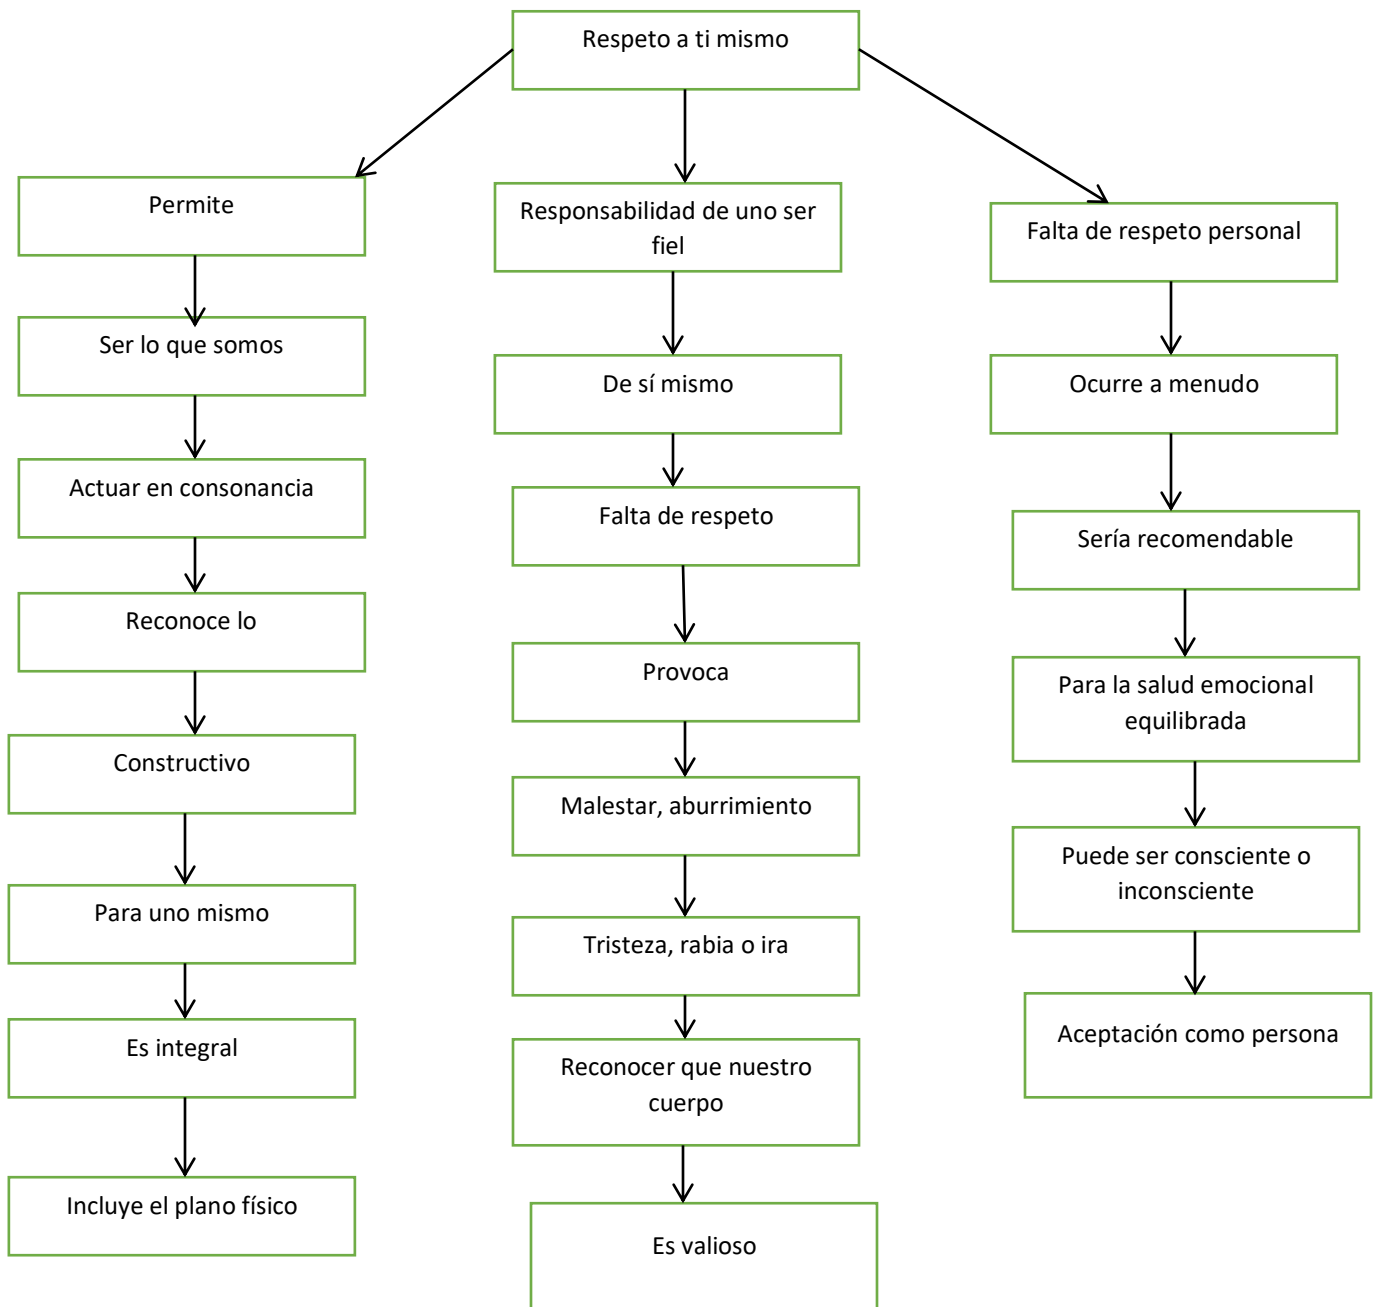 Respeto a ti mismo
Permite
Ser lo que somos
Actuar en consonancia
Reconoce lo
Constructivo
Para uno mismo
Es integral
Incluye el plano físico
Responsabilidad de uno ser
fiel
De sí mismo
Falta de respeto
Provoca
Malestar, aburrimiento
Tristeza, rabia o ira
Reconocer que nuestro
cuerpo
Es valioso
Falta de respeto personal
Ocurre a menudo
Sería recomendable
Para la salud emocional
equilibrada
Puede ser consciente o
inconsciente
Aceptación como persona